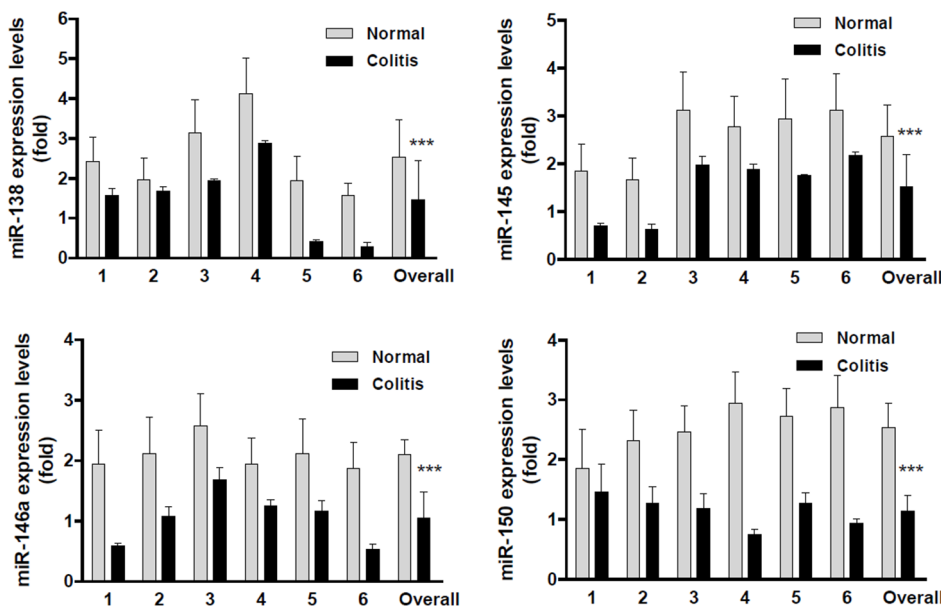 miR-138 expression levels
(fold)
6
5
4
3
2
1
0
Normal
Colitis
***
1 2 3 4 5 6 Overall
miR-145 expression levels
(fold)
5
4
3
2
1
0
Normal
Colitis
***
1 2 3 4 5 6 Overall
miR-146a expression levels
(fold)
4
3
2
1
0
Normal
Colitis
***
1 2 3 4 5 6 Overall
miR-150 expression levels
(fold)
4
3
2
1
0
Normal
Colitis
***
1 2 3 4 5 6 Overall